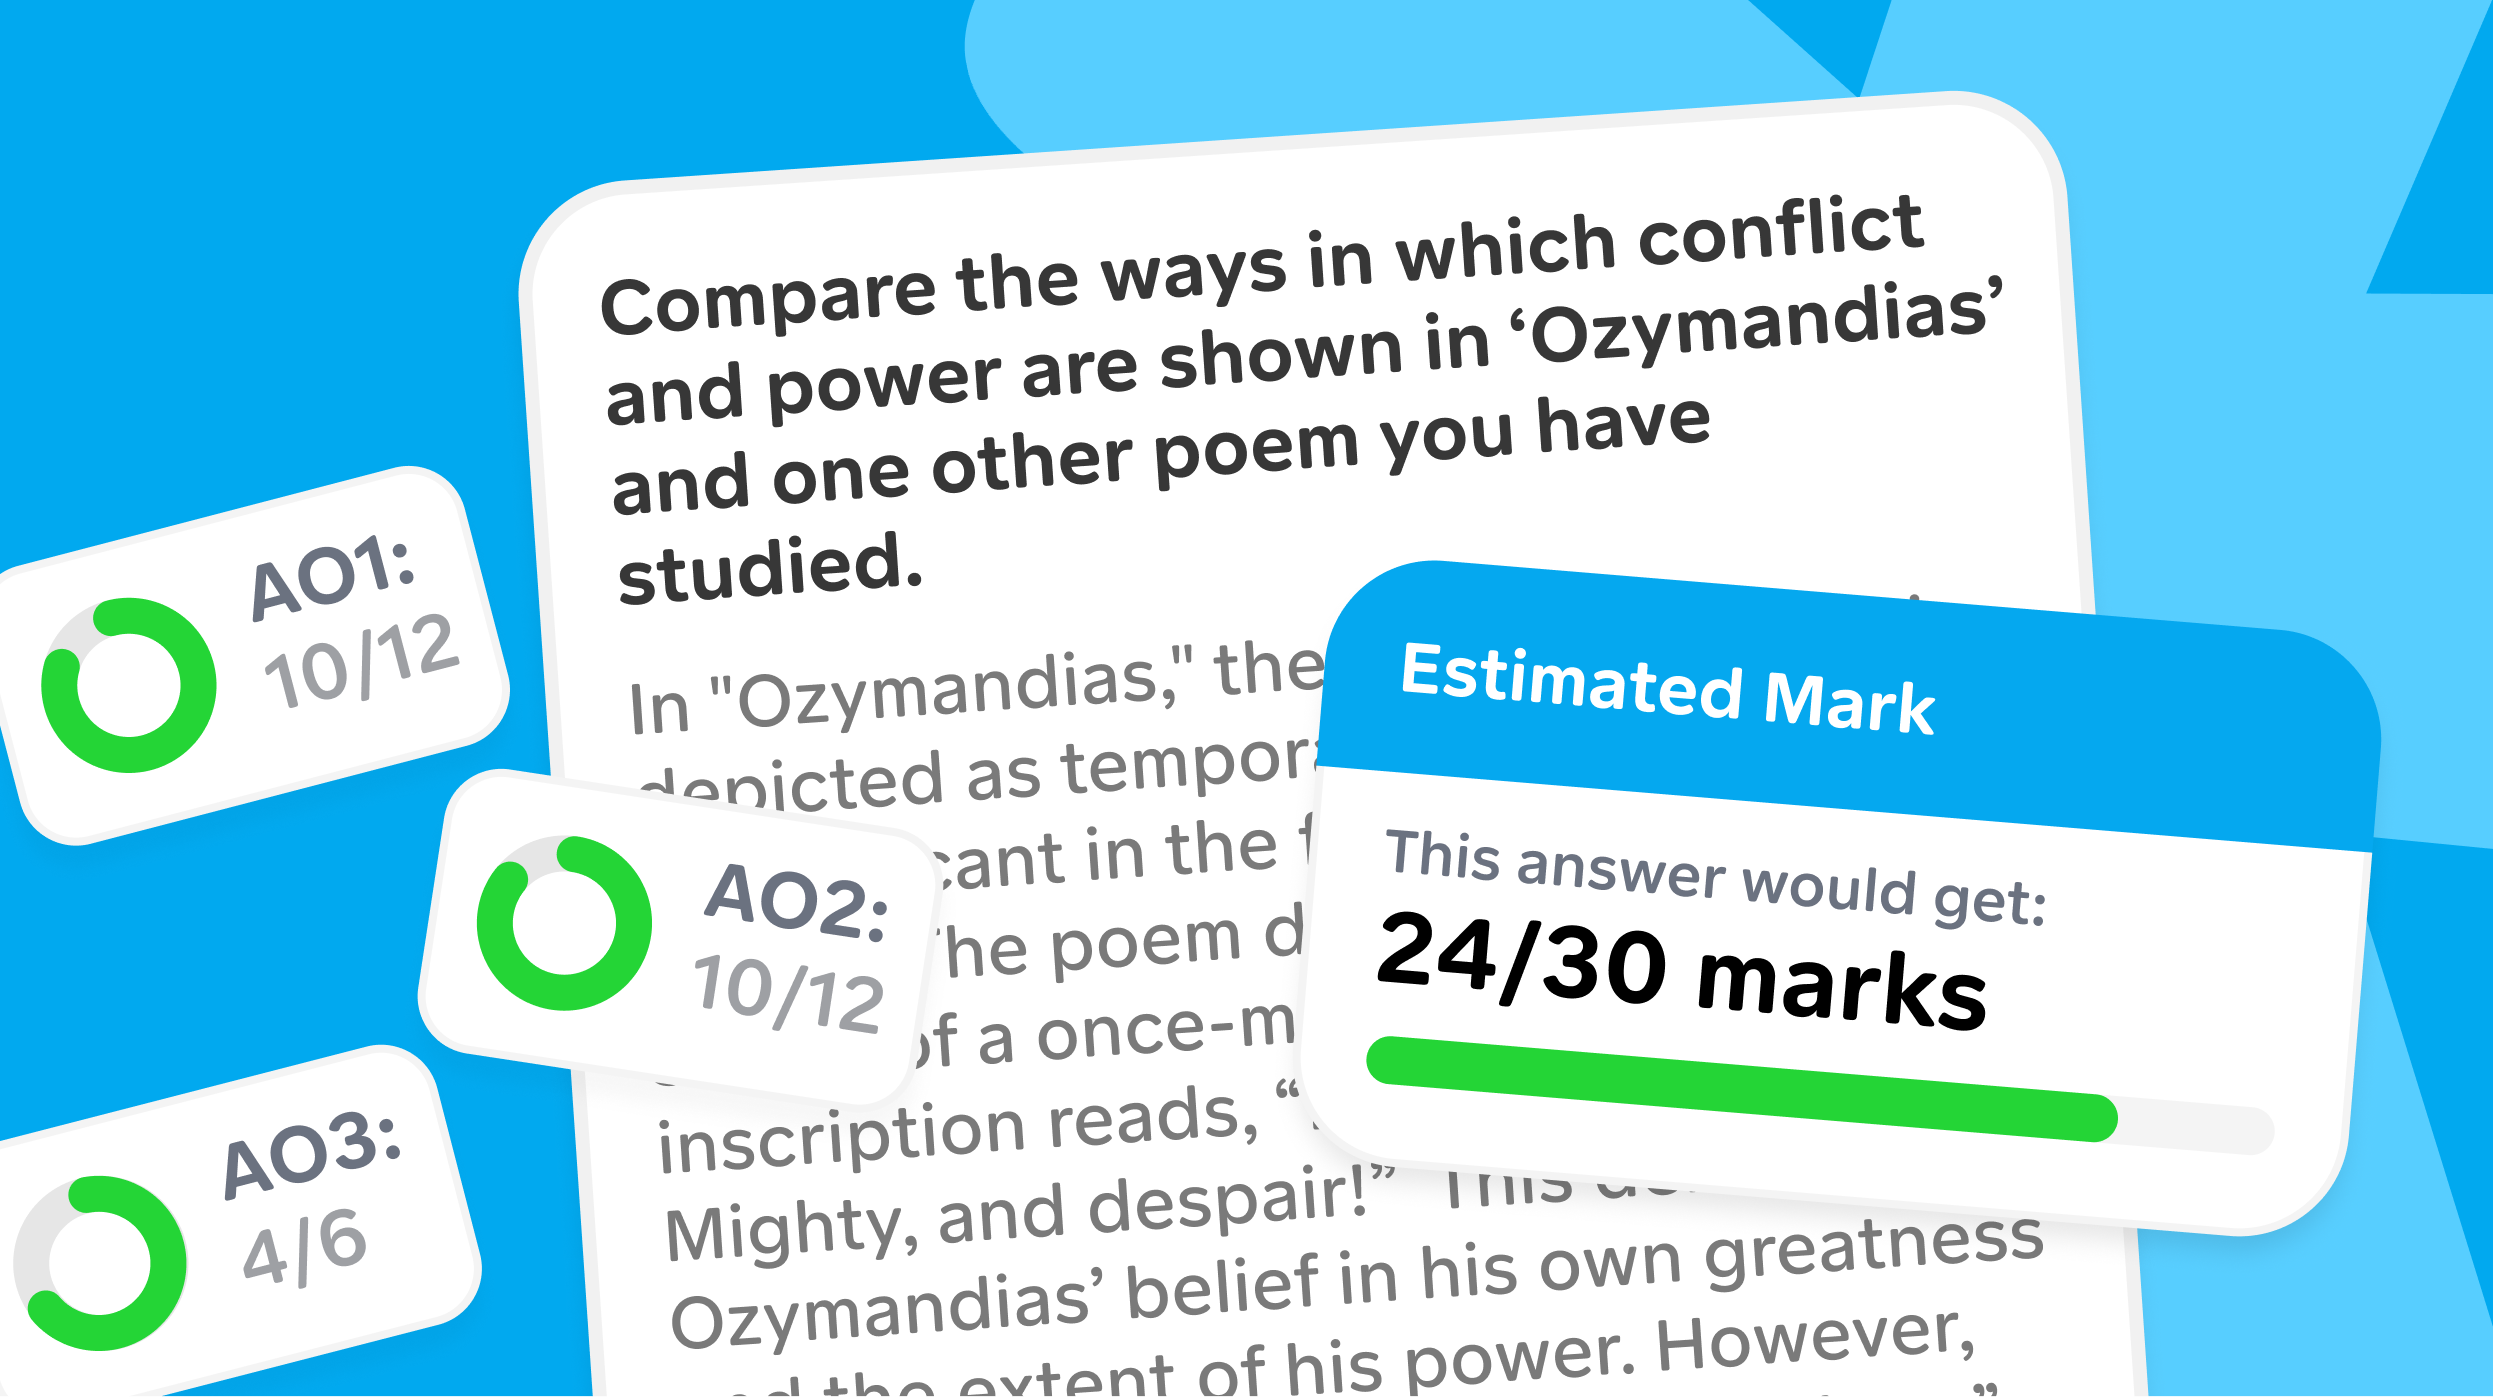 Compare the ways in which conflict
and power are shown in ‘Ozymandias’
and one other poem you have
studied.
In "Ozymandias," the
depicted as tempor
ant in the
he poem d
f a once-m
inscription reads, “
Mighty, and despair!” This
Ozymandias’ belief in his own greatness
the extent of his power. However,
AO1:
10/12
AO2:
10/12
AO3:
4/6
Estimated Mark
This answer would get:
24/30 marks